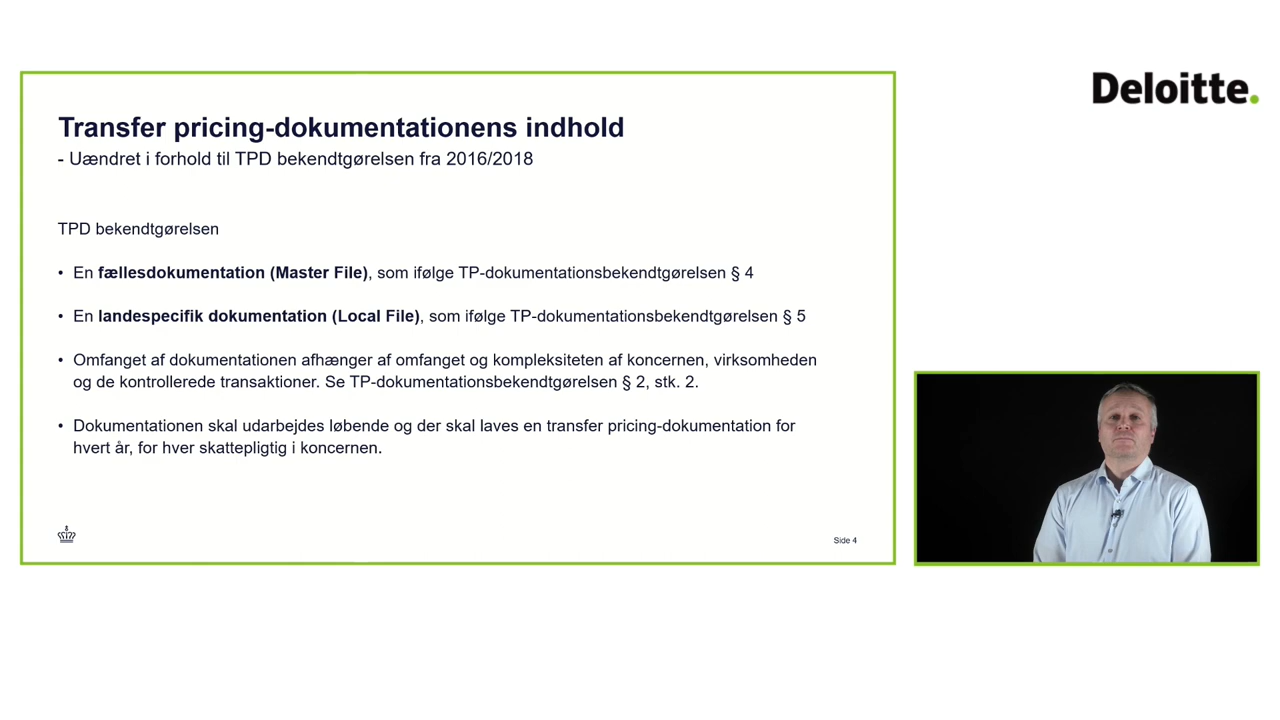 Deloitte.
Transfer pricing-dokumentationens indhold
- Uændret i forhold til TPD bekendtgørelsen fra 2016/2018
TPD bekendtgørelsen
• En fællesdokumentation (Master File), som ifølge TP-dokumentationsbekendtgørelsen § 4
• En landespecifik dokumentation (Local File), som ifølge TP-dokumentationsbekendtgørelsen § 5
• Omfanget af dokumentationen afhænger af omfanget og kompleksiteten af koncernen, virksomheden
og de kontrollerede transaktioner. Se TP-dokumentationsbekendtgørelsen § 2, stk. 2.
• Dokumentationen skal udarbejdes løbende og der skal laves en transfer pricing-dokumentation for
hvert år, for hver skattepligtig i koncernen.
Side 4